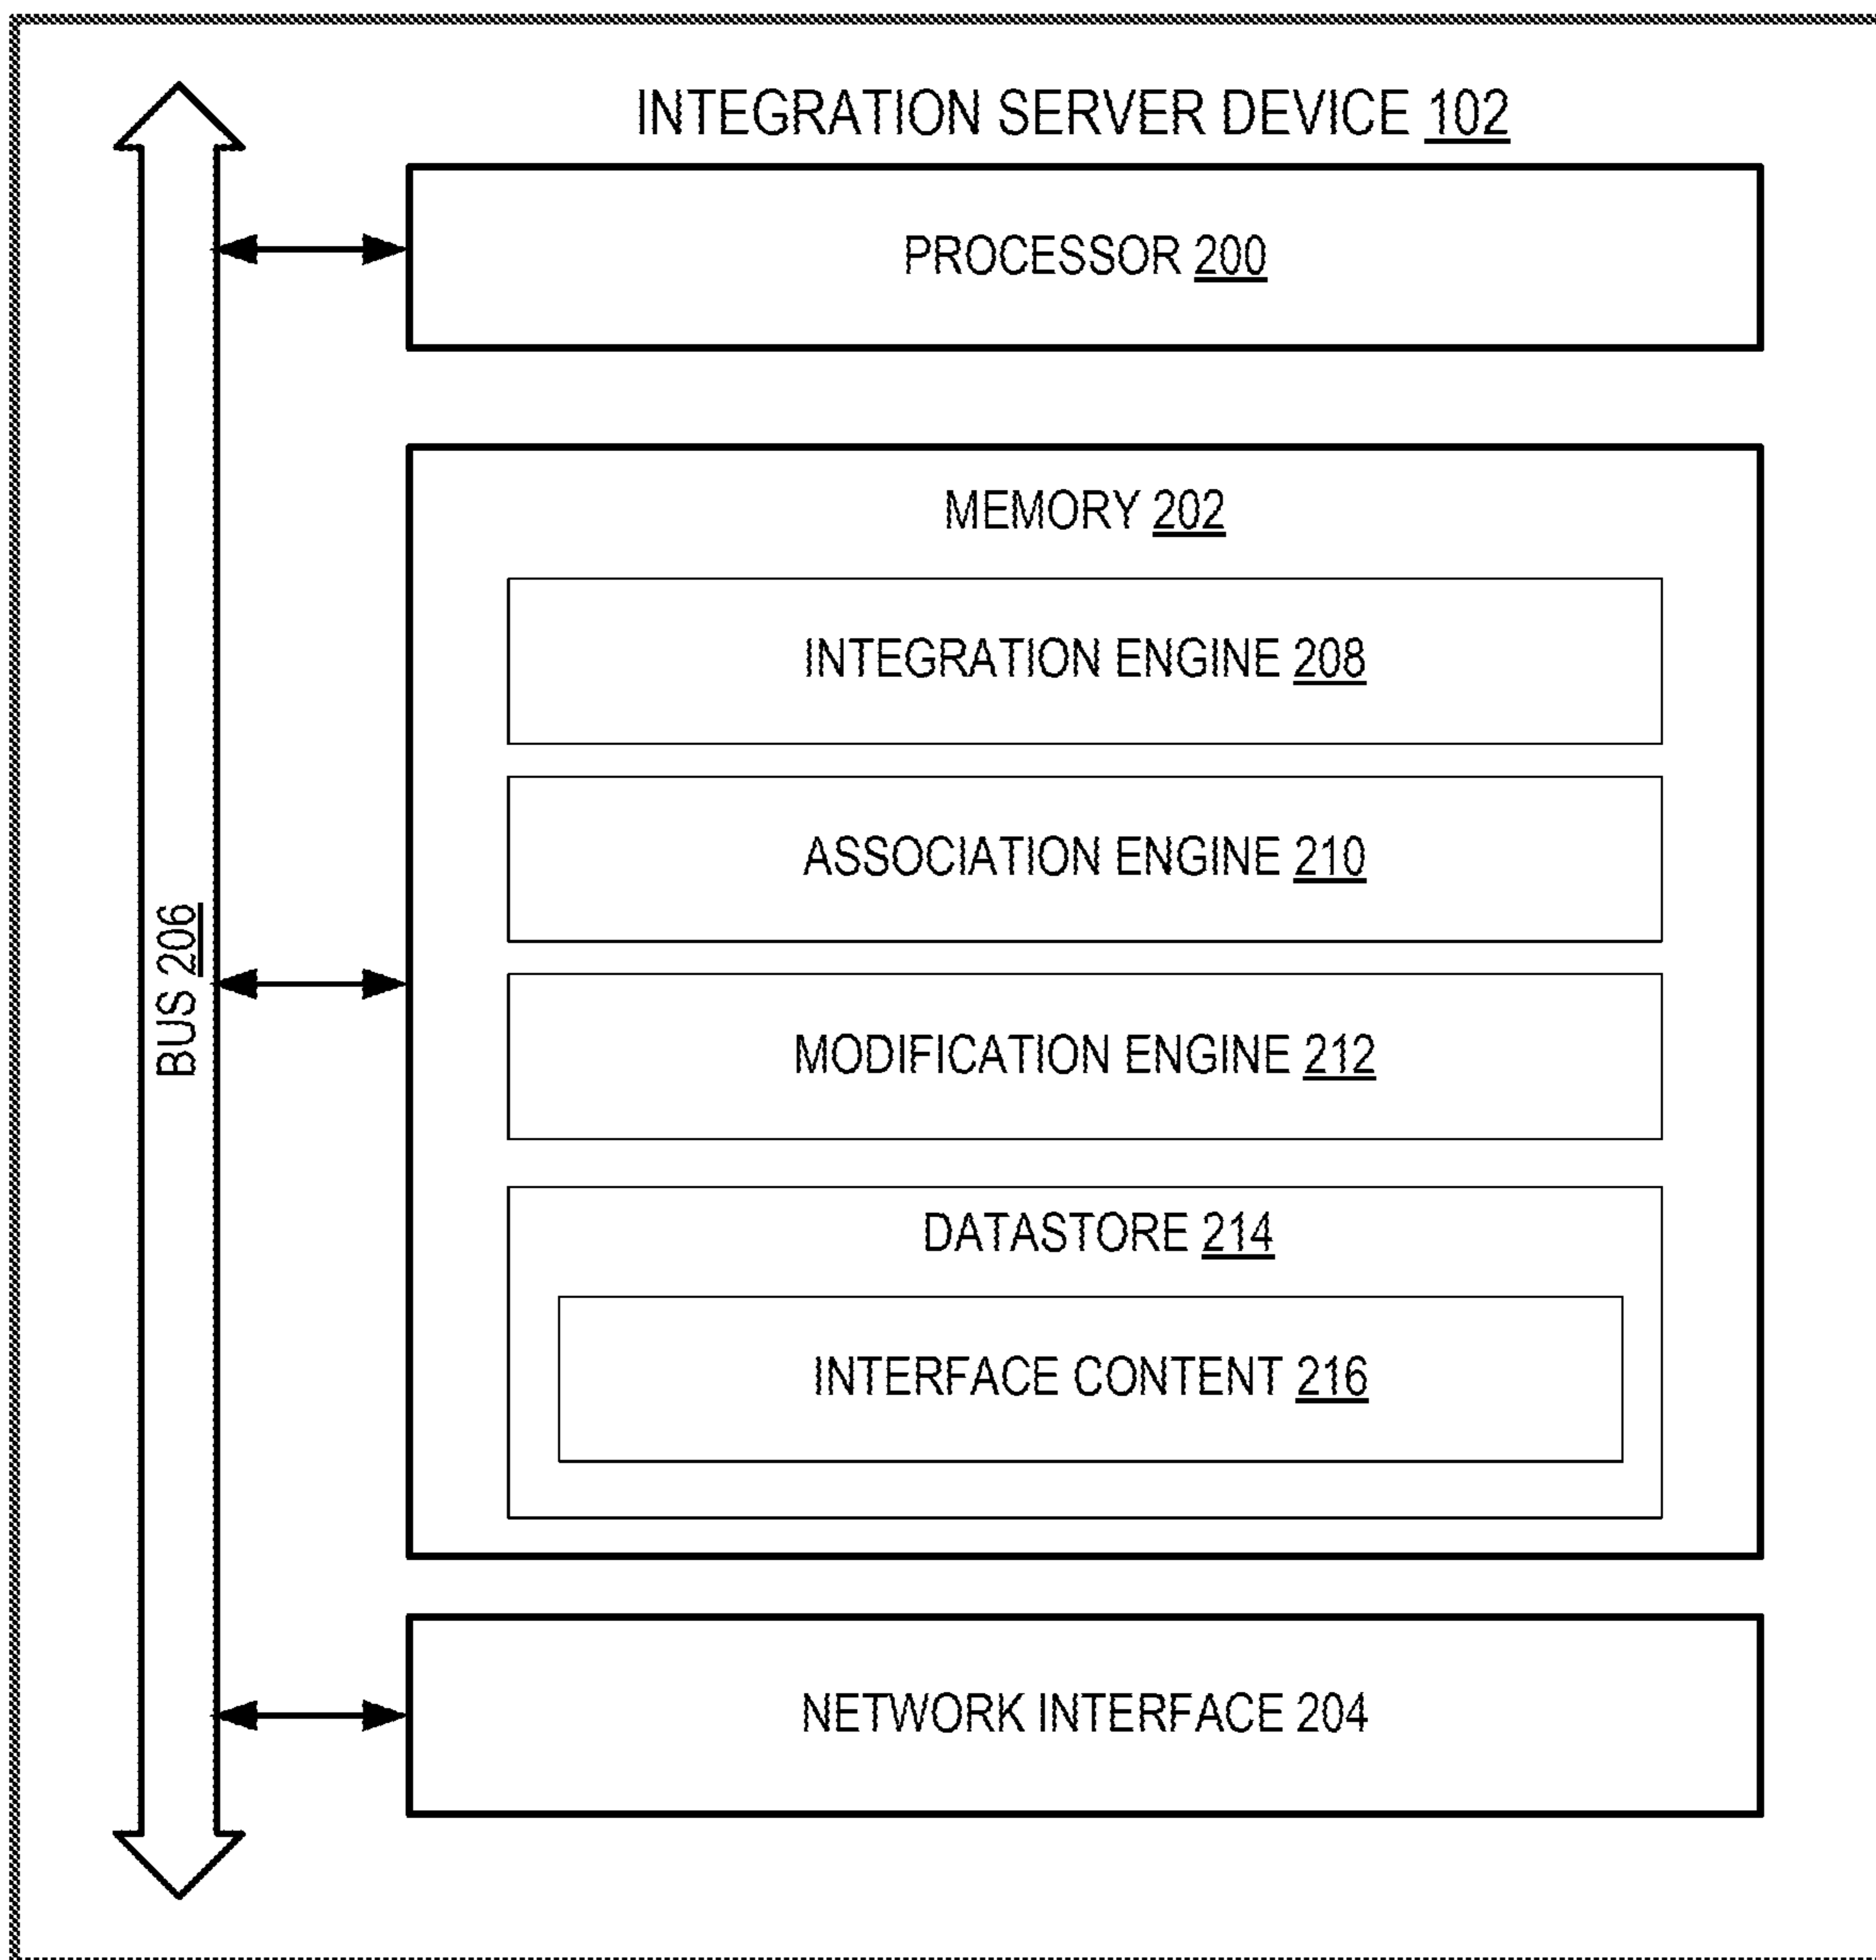 INTEGRATION SERVER DEVICE 102
PROCESSOR 200
MEMORY 202
INTEGRATION ENGINE 208
ASSOCIATION ENGINE 210
MODIFICATION ENGINE 212
DATASTORE 214
INTERFACE CONTENT 216
BUS 206
NETWORK INTERFACE 204